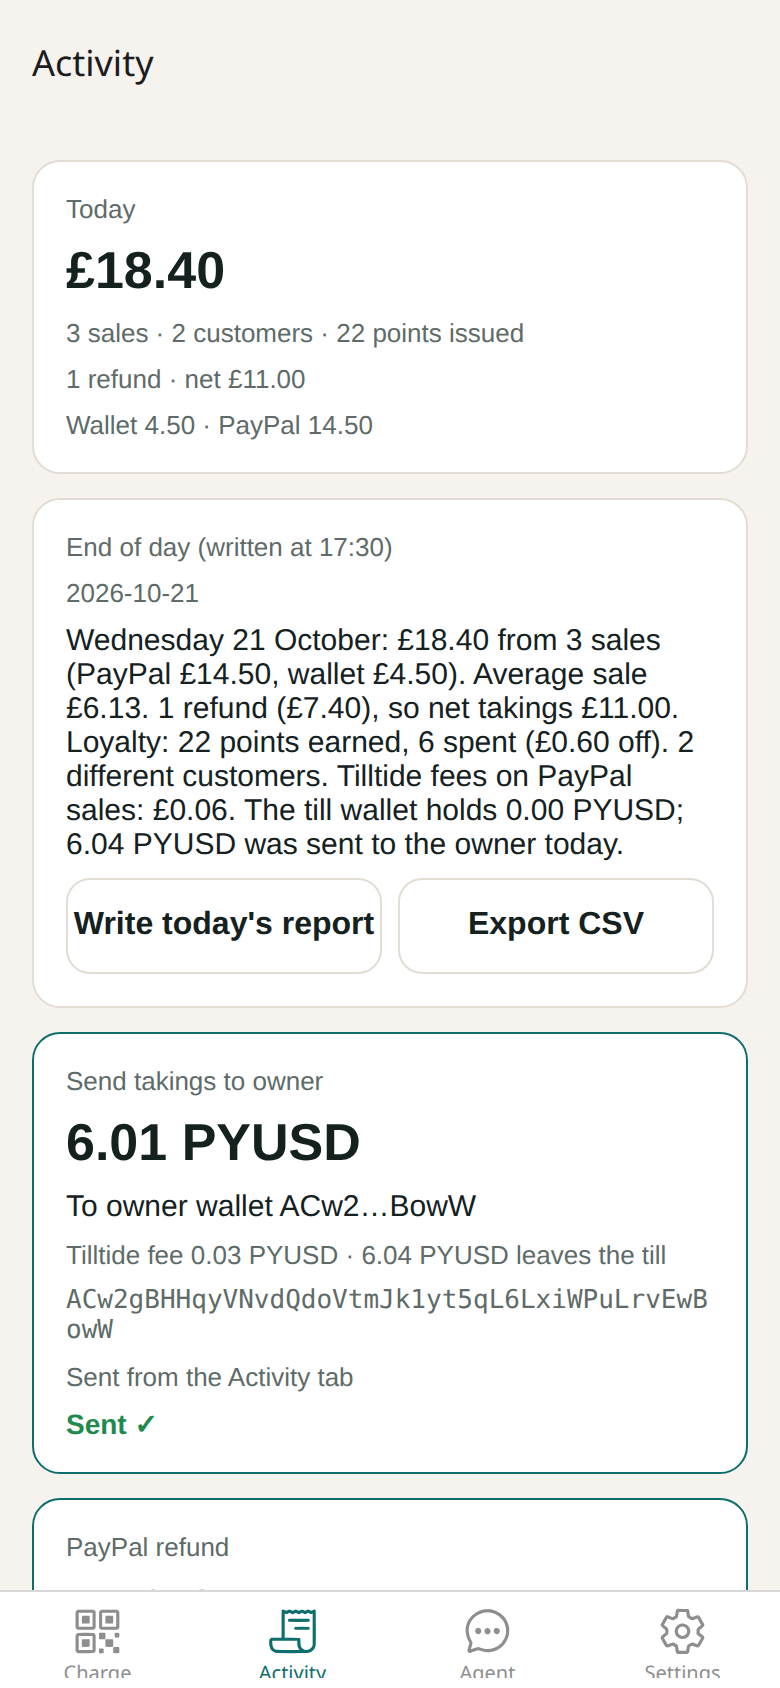 Activity
Today
£18.40
3 sales · 2 customers · 22 points issued
1 refund · net £11.00
Wallet 4.50 · PayPal 14.50
End of day (written at 17:30)
2026-10-21
Wednesday 21 October: £18.40 from 3 sales
(PayPal £14.50, wallet £4.50). Average sale
£6.13. 1 refund (£7.40), so net takings £11.00.
Loyalty: 22 points earned, 6 spent (£0.60 off). 2
different customers. Tilltide fees on PayPal
sales: £0.06. The till wallet holds 0.00 PYUSD;
6.04 PYUSD was sent to the owner today.
Write today's report
Export CSV
Send takings to owner
6.01 PYUSD
To owner wallet ACw2…BowW
Tilltide fee 0.03 PYUSD · 6.04 PYUSD leaves the till
ACw2gBHHqyVNvdQdoVtmJk1yt5qL6LxiWPuLrvEwB
owW
Sent from the Activity tab
Sent ✓
PayPal refund
Charge
Activity
Agent
Settings